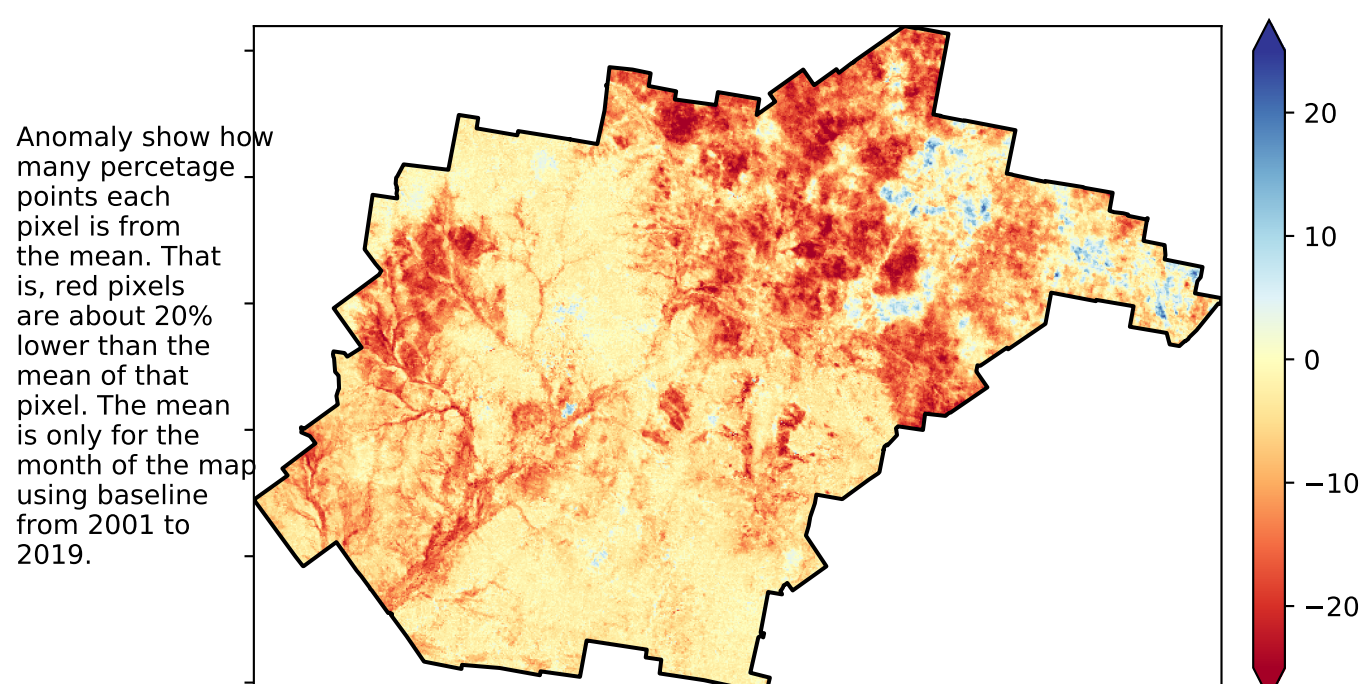 Anomaly show how
many percetage
points each
pixel is from
the mean. That
is, red pixels
are about 20%
lower than the
mean of that
pixel. The mean
is only for the
month of the map
using baseline
from 2001 to
2019.
20
10
0
−10
−20